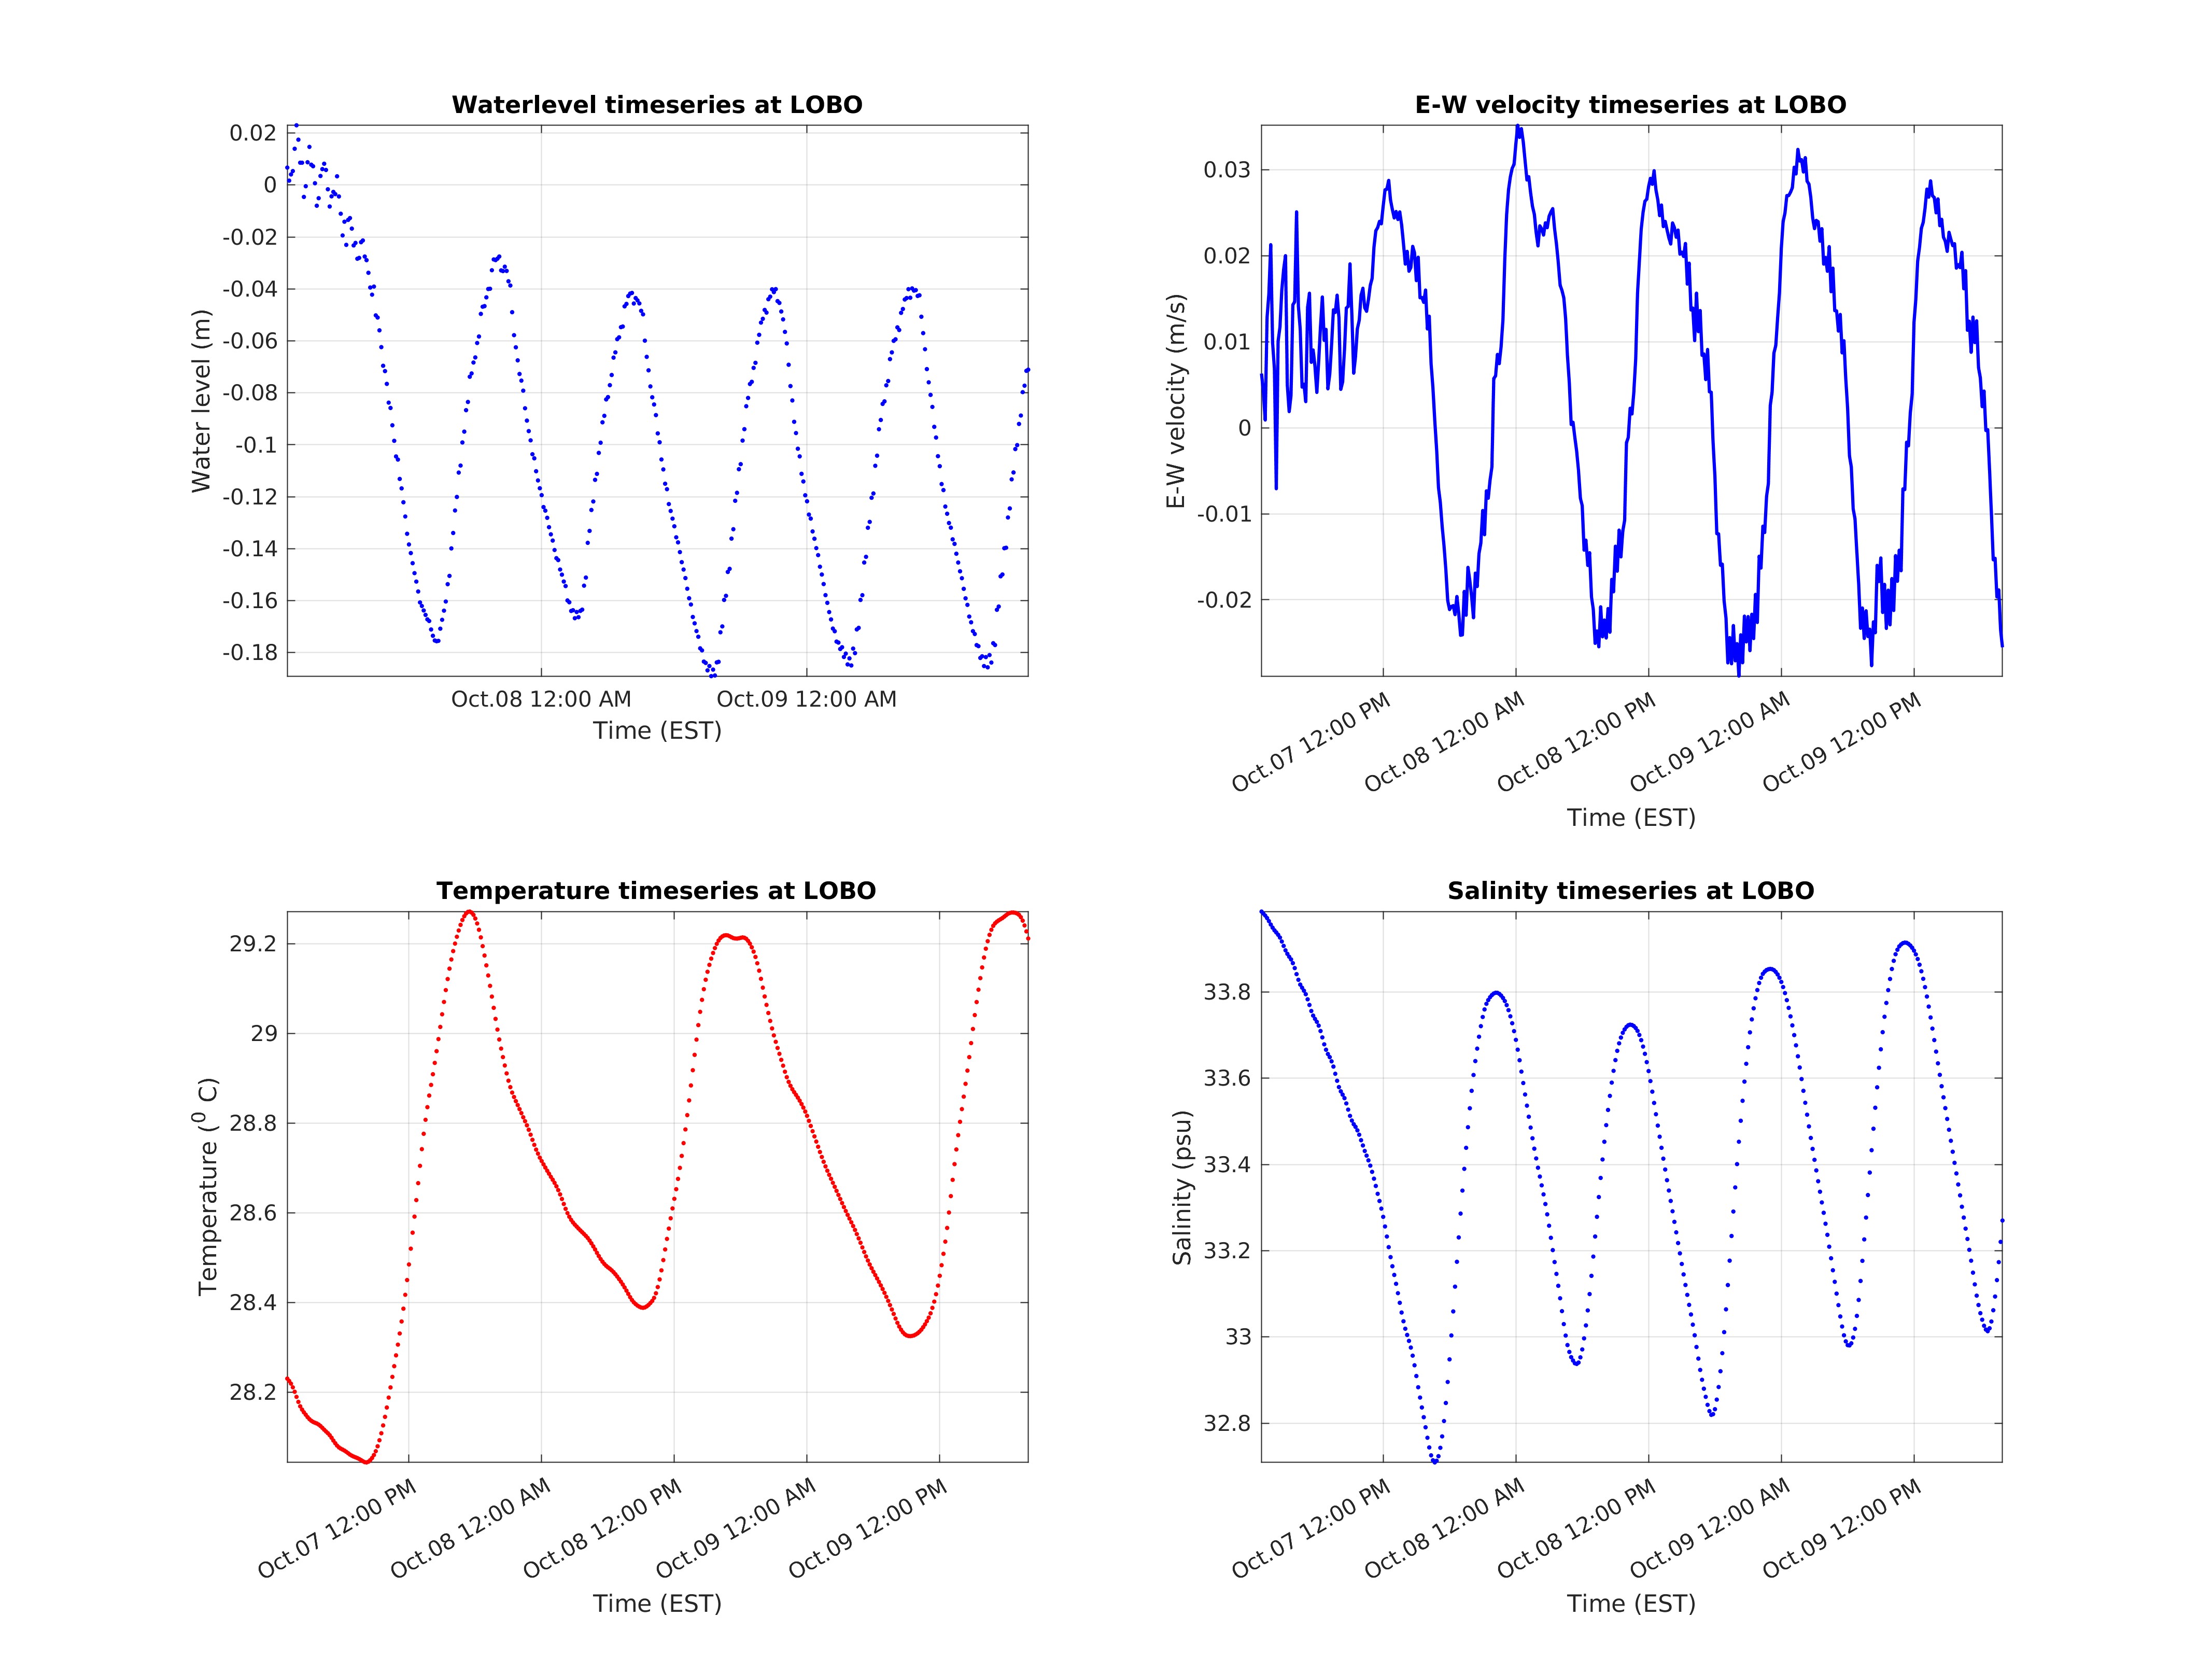 Waterlevel timeseries at LOBO
0.02
0
-0.02
-0.04
-0.06
-0.08
-0.1
-0.12
-0.14
-0.16
-0.18
Water level (m)
Oct.08 12:00 AM
Oct.09 12:00 AM
Time (EST)
E-W velocity timeseries at LOBO
0.03
0.02
0.01
0
-0.01
-0.02
E-W velocity (m/s)
Oct.07 12:00 PM
Oct.08 12:00 AM
Oct.08 12:00 PM
Oct.09 12:00 AM
Oct.09 12:00 PM
Time (EST)
Temperature timeseries at LOBO
29.2
29
28.8
28.6
28.4
28.2
Temperature (⁰ C)
Oct.07 12:00 PM
Oct.08 12:00 AM
Oct.08 12:00 PM
Oct.09 12:00 AM
Oct.09 12:00 PM
Time (EST)
Salinity timeseries at LOBO
33.8
33.6
33.4
33.2
33
32.8
Salinity (psu)
Oct.07 12:00 PM
Oct.08 12:00 AM
Oct.08 12:00 PM
Oct.09 12:00 AM
Oct.09 12:00 PM
Time (EST)